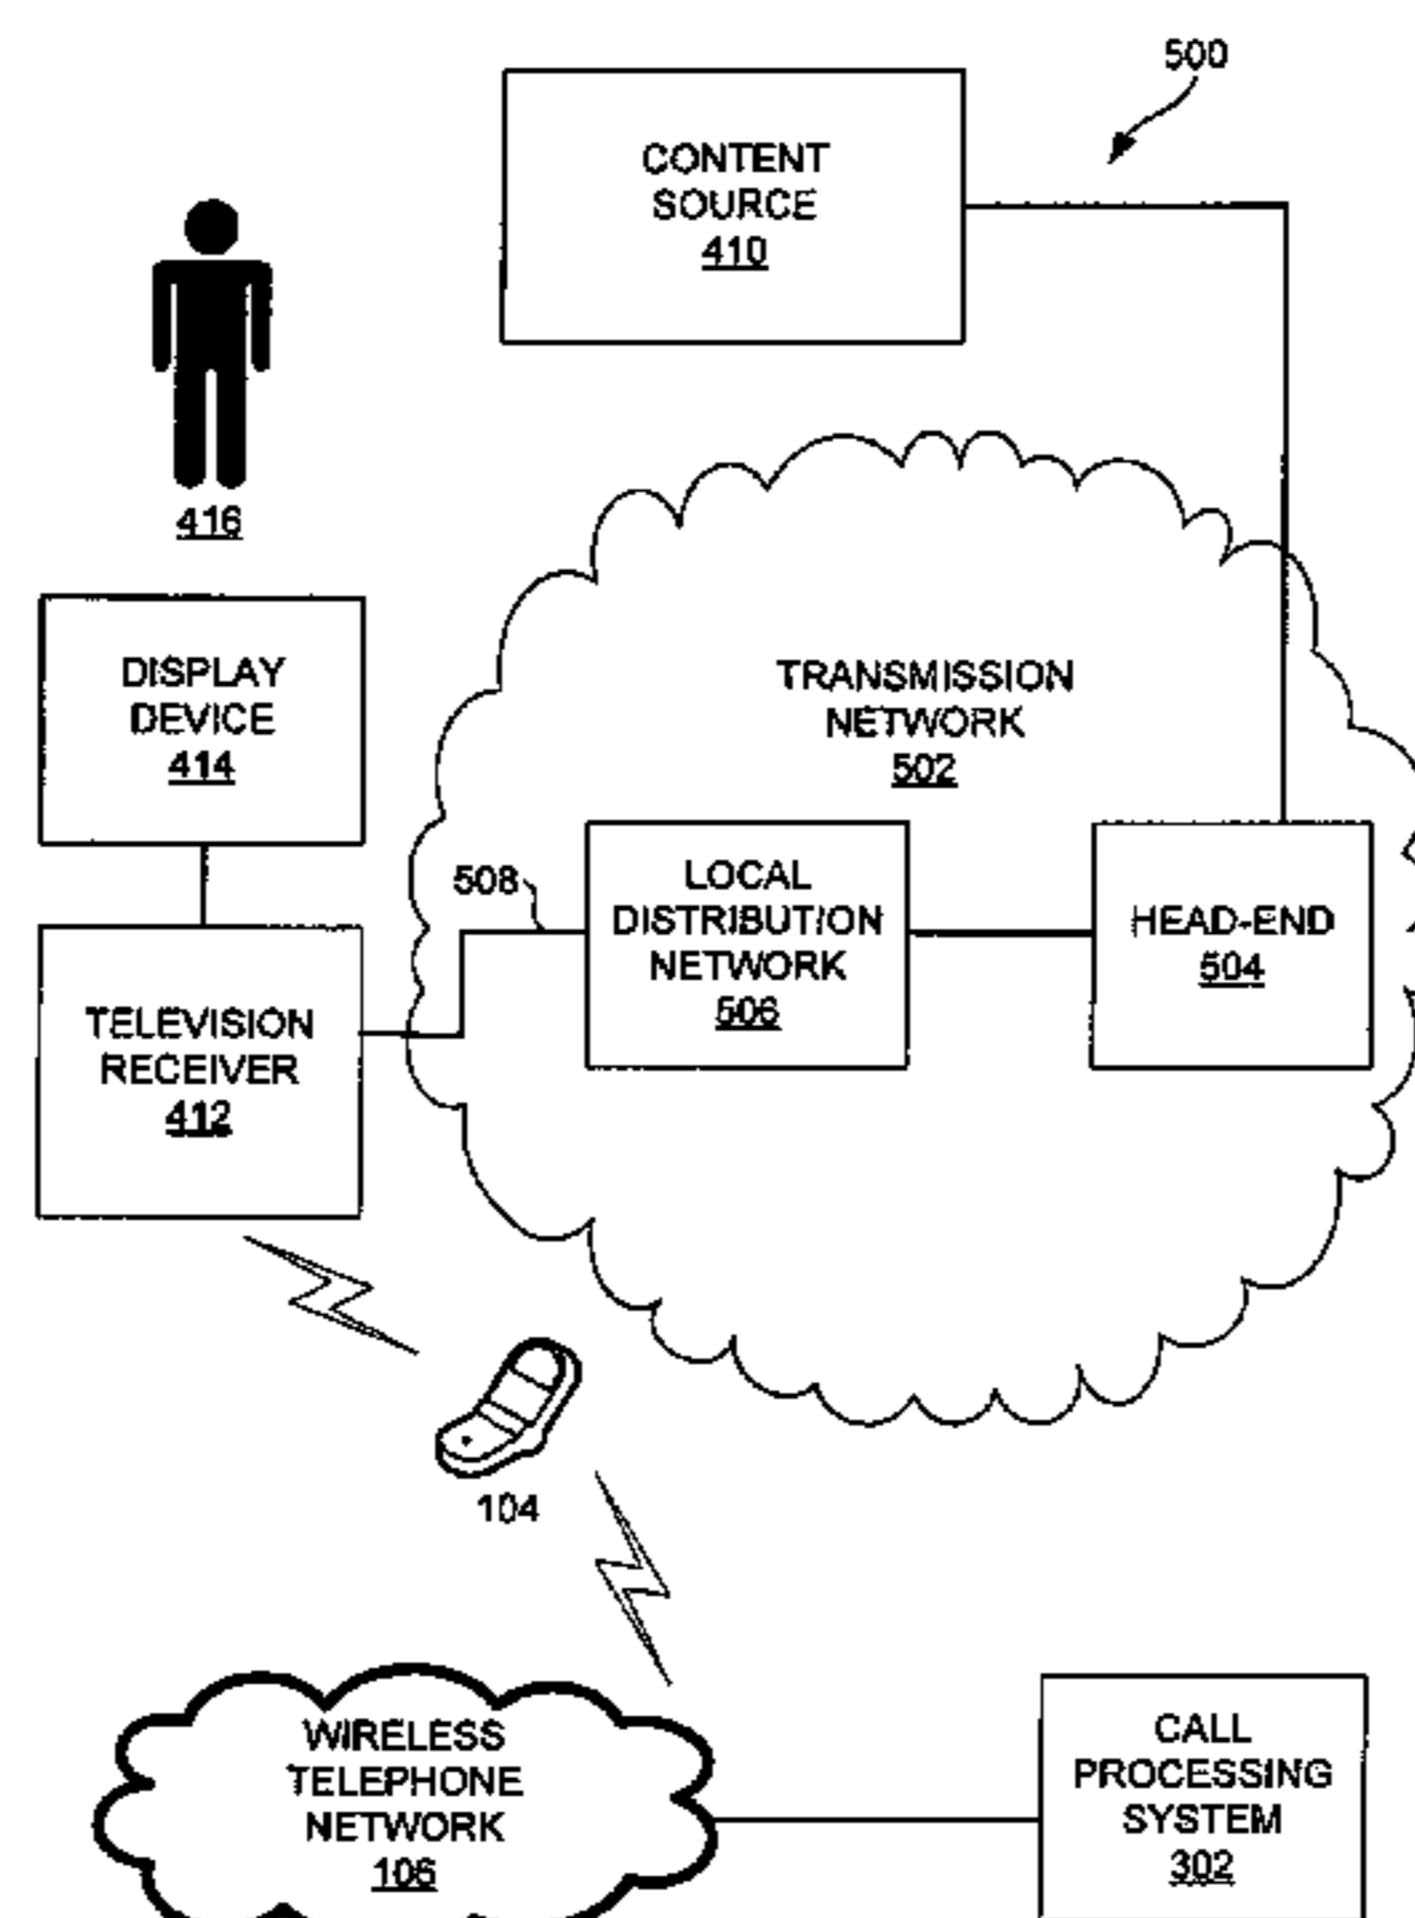 500
CONTENT
SOURCE
410
416
DISPLAY
DEVICE
414
TRANSMISSION
NETWORK
502
508
LOCAL
DISTRIBUTION
NETWORK
506
HEAD-END
504
TELEVISION
RECEIVER
412
104
WIRELESS
TELEPHONE
NETWORK
106
CALL
PROCESSING
SYSTEM
302